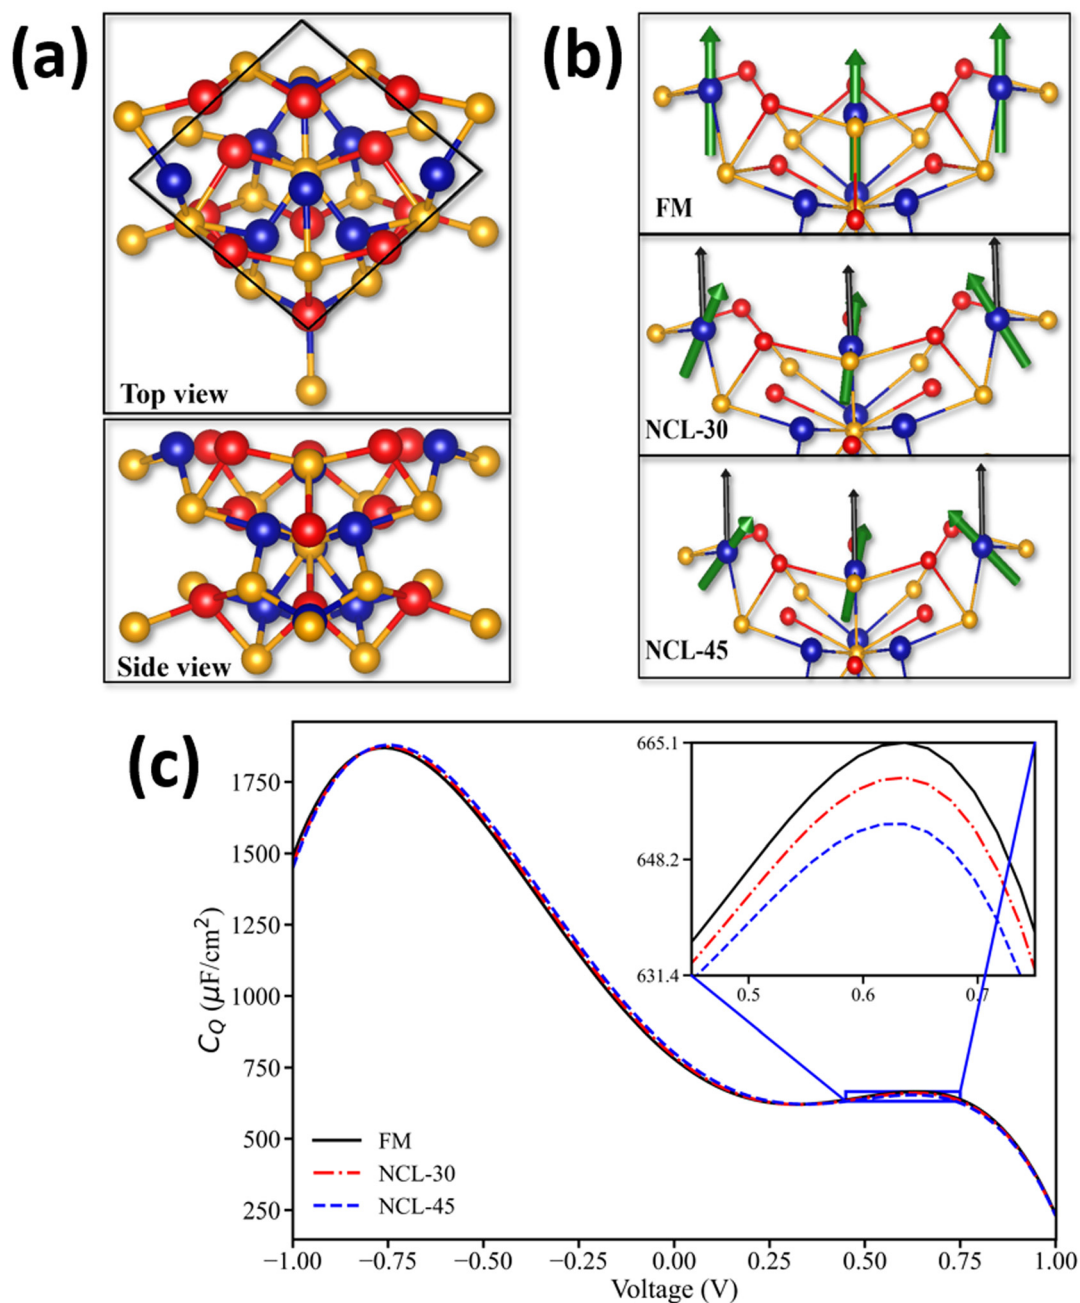 (a)
Top view
Side view
(b)
FM
NCL-30
NCL-45
(c)
1750
1500
1250
1000
750
500
250
C_Q (μF/cm²)
665.1
648.2
631.4
0.5 0.6 0.7
FM
NCL-30
NCL-45
−1.00 −0.75 −0.50 −0.25 0.00 0.25 0.50 0.75 1.00
Voltage (V)